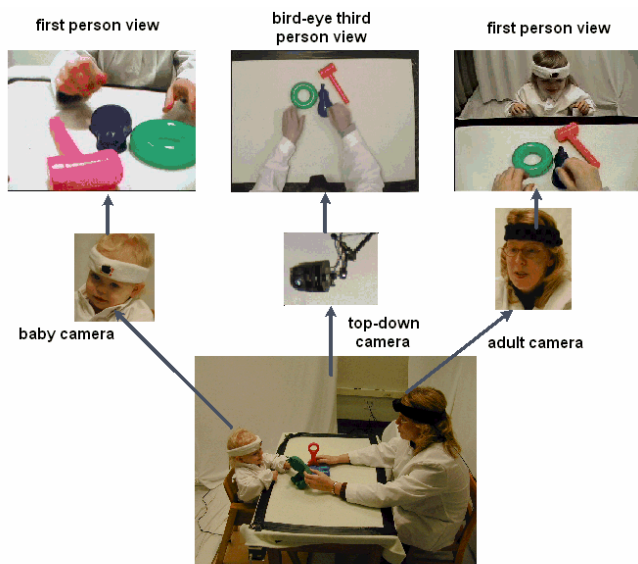 first person view
bird-eye third
person view
first person view
baby camera
top-down
camera
adult camera